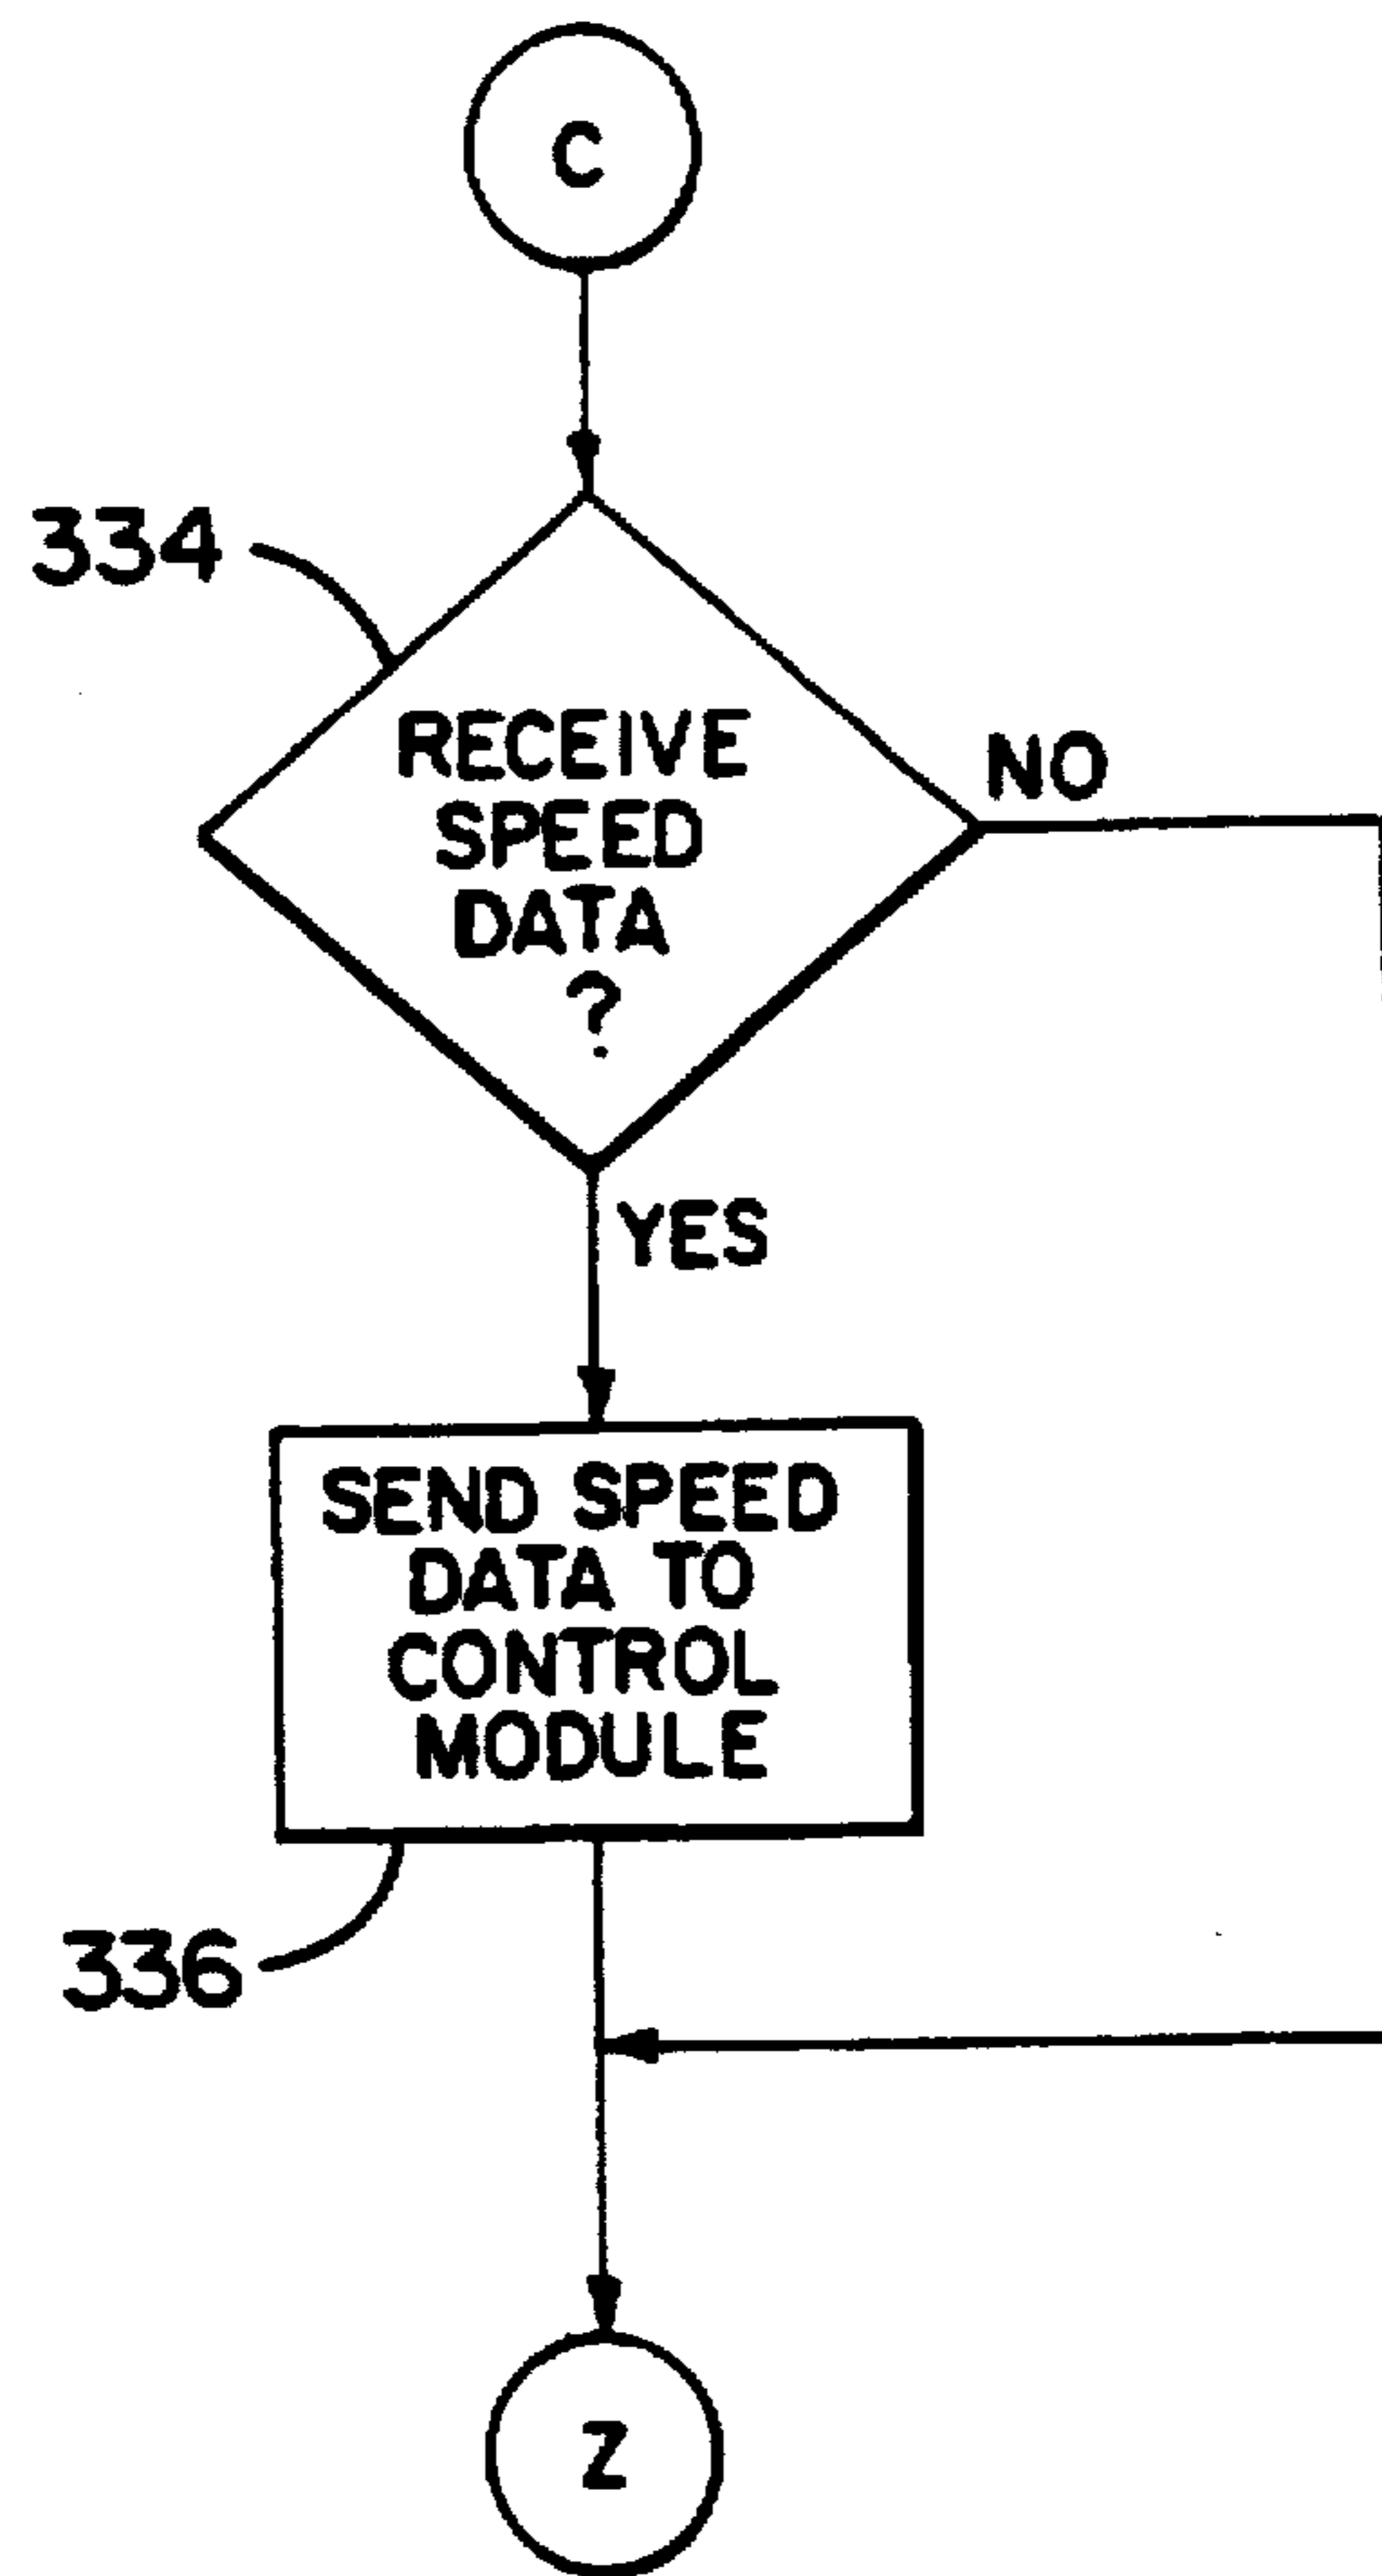 C
334
RECEIVE
SPEED
DATA
?
NO
YES
SEND SPEED
DATA TO
CONTROL
MODULE
336
Z